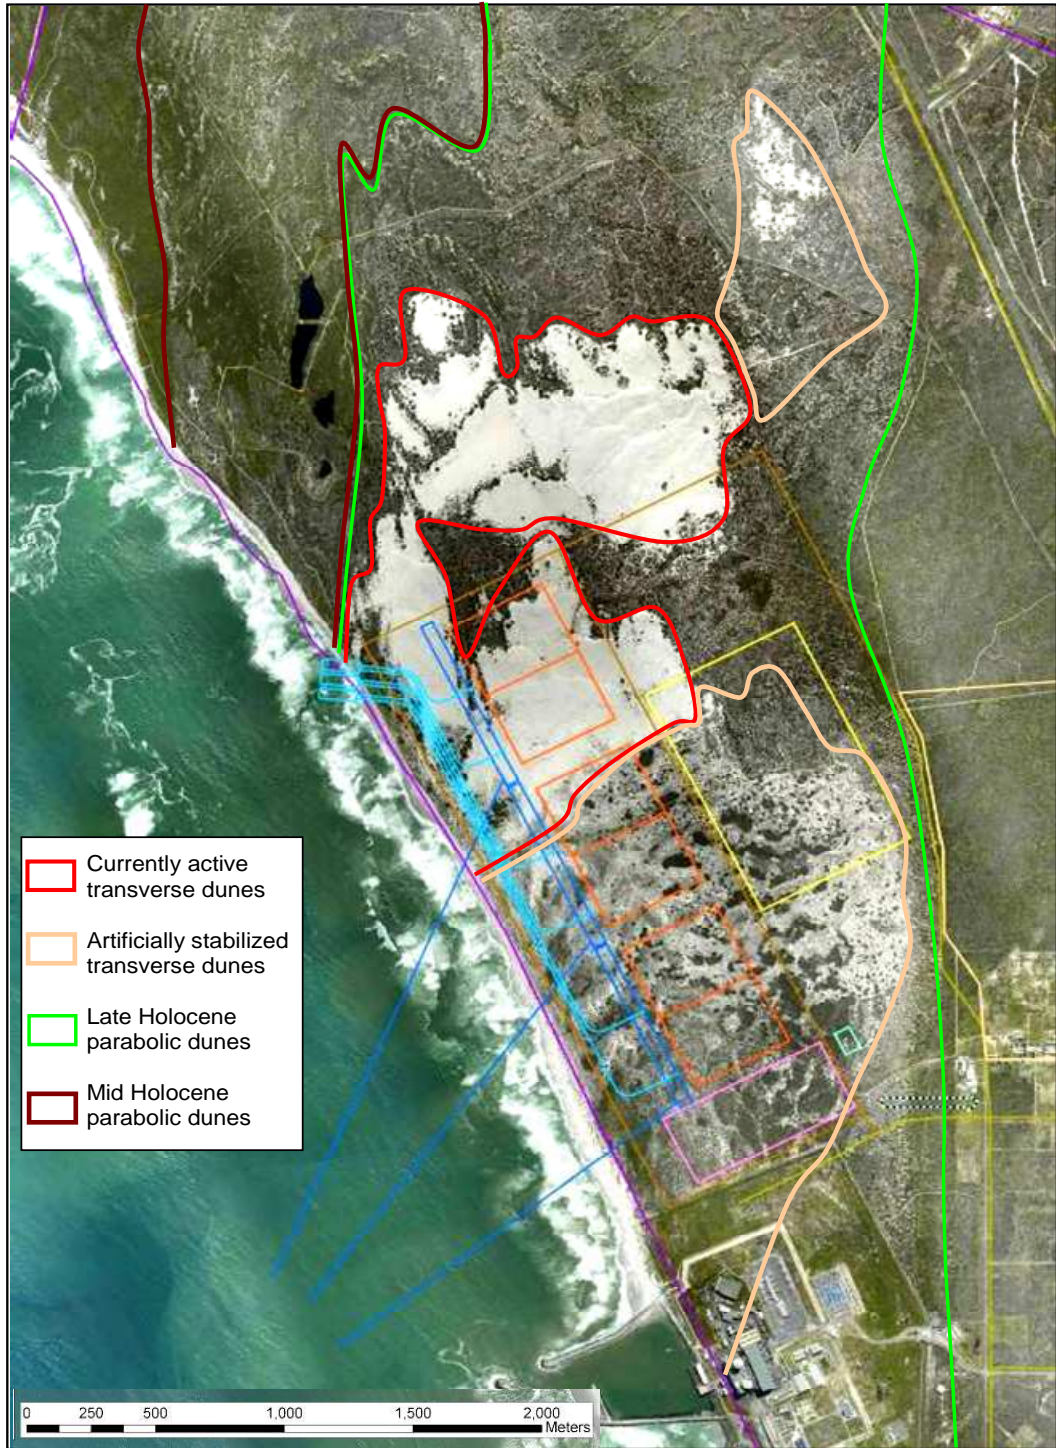 Currently active
transverse dunes
Artificially stabilized
transverse dunes
Late Holocene
parabolic dunes
Mid Holocene
parabolic dunes
0 250 500 1,000 1,500 2,000
Meters